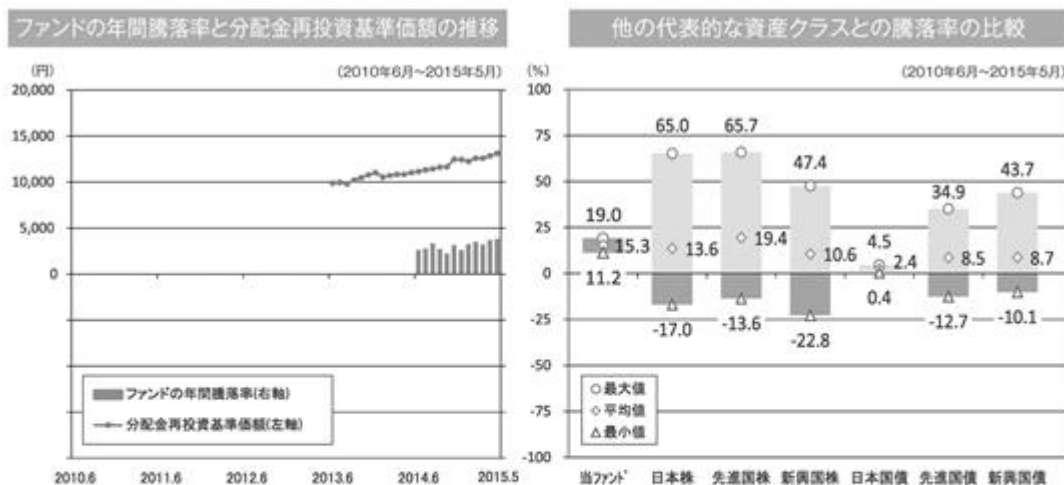 ファンドの年間騰落率と分配金再投資基準価額の推移
(円)
(2010年6月～2015年5月)
20,000
15,000
10,000
5,000
0
ファンドの年間騰落率(右軸)
分配金再投資基準価額(左軸)
2010.6 2011.6 2012.6 2013.6 2014.6 2015.5
他の代表的な資産クラスとの騰落率の比較
(%)
(2010年6月～2015年5月)
100
75
50
25
0
-25
-50
-75
-100
19.0 65.0 65.7 47.4 4.5 34.9 43.7
15.3 13.6 19.4 10.6 2.4 8.5 8.7
11.2 -17.0 -13.6 -22.8 0.4 -12.7 -10.1
最大値
平均値
最小値
当ファンド 日本株 先進国株 新興国株 日本国債 先進国債 新興国債